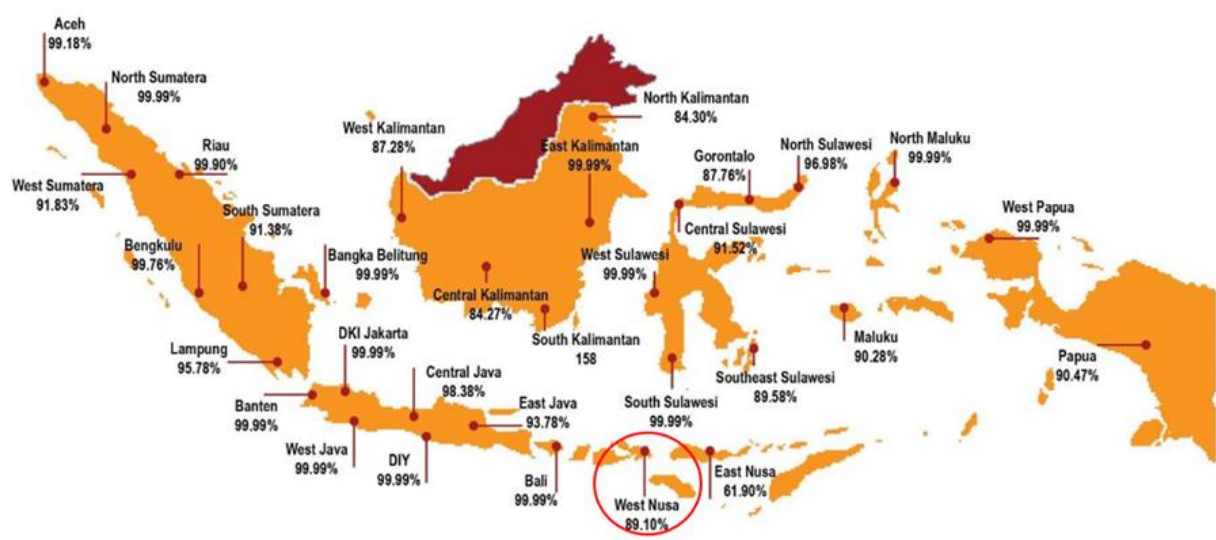 Aceh
99.18%
North Sumatera
99.99%
Riau
99.90%
West Sumatera
91.83%
South Sumatera
91.38%
Bengkulu
99.76%
Bangka Belitung
99.99%
Lampung
95.78%
DKI Jakarta
99.99%
Central Java
98.38%
East Java
93.78%
Banten
99.99%
West Java
99.99%
DIY
99.99%
Bali
99.99%
West Nusa
89.10%
East Nusa
61.90%
West Kalimantan
87.28%
North Kalimantan
84.30%
East Kalimantan
99.99%
Central Kalimantan
84.27%
South Kalimantan
158
Gorontalo
87.76%
North Sulawesi
96.98%
Central Sulawesi
91.52%
West Sulawesi
99.99%
South Sulawesi
99.99%
Southeast Sulawesi
89.58%
North Maluku
99.99%
Maluku
90.28%
West Papua
99.99%
Papua
90.47%